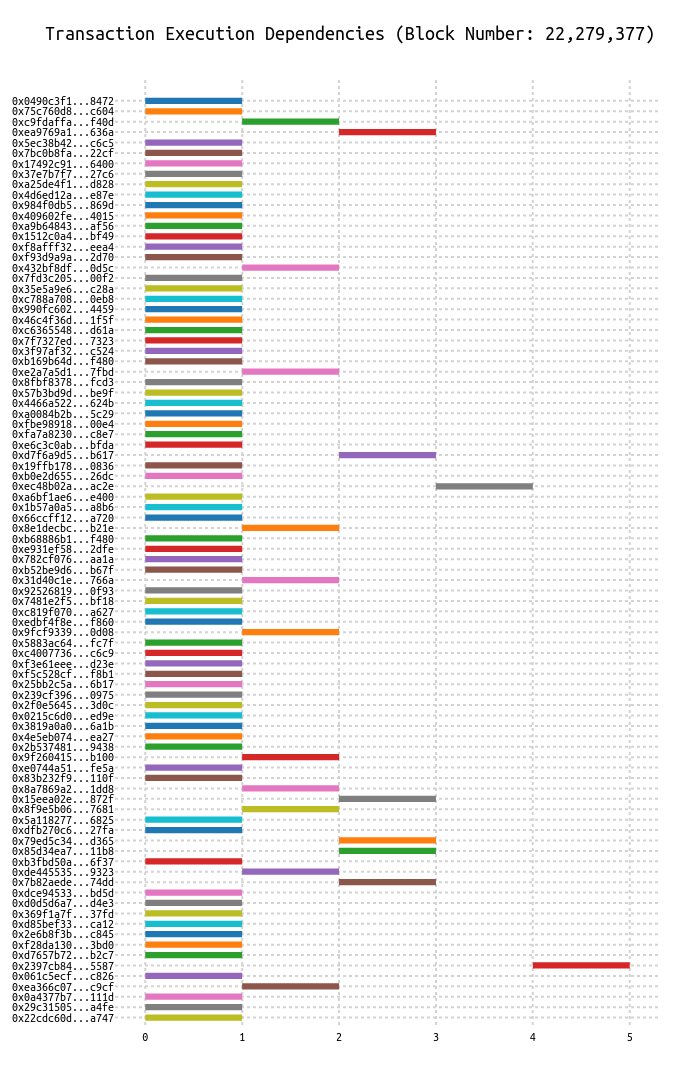 Transaction Execution Dependencies (Block Number: 22,279,377)
0x0490c3f1...8472
0x75c760d8...c604
0xc9fdaffa...f40d
0xea9769a1...636a
0x5ec38b42...c6c5
0x7bc0b8fa...22cf
0x17492c91...6400
0x37e7b7f7...27c6
0xa25de4f1...d828
0x4d6ed12a...e87e
0x984f0db5...869d
0x409602fe...4015
0xa9b64843...af56
0x1512c0a4...bf49
0xf8afff32...eea4
0xf93d9a9a...2d70
0x432bf8df...0d5c
0x7fd3c205...00f2
0x35e5a9e6...c28a
0xc788a708...0eb8
0x990fc602...4459
0x46c4f36d...1f5f
0xc6365548...d61a
0x7f7327ed...7323
0x3f97af32...c524
0xb169b64d...f480
0xe2a7a5d1...7fbd
0x8fbf8378...fcd3
0x57b3bd9d...be9f
0x4466a522...624b
0xa0084b2b...5c29
0xfbe98918...00e4
0xfa7a8230...c8e7
0xe6c3c0ab...bfda
0xd7f6a9d5...b617
0x19ffb178...0836
0xb0e2d655...26dc
0xec48b02a...ac2e
0xa6bf1ae6...e400
0x1b57a0a5...a8b6
0x66ccff12...a720
0x8e1decbc...b21e
0xb68886b1...f480
0xe931ef58...2dfe
0x782cf076...aa1a
0xb52be9d6...b67f
0x31d40c1e...766a
0x92526819...0f93
0x7481e2f5...bf18
0xc819f070...a627
0xedbf4f8e...f860
0x9fcf9339...0d08
0x5883ac64...fc7f
0xc4007736...c6c9
0xf3e61eee...d23e
0xf5c528cf...f8b1
0x25bb2c5a...6b17
0x239cf396...0975
0x2f0e5645...3d0c
0x0215c6d0...ed9e
0x3819a0a0...6a1b
0x4e5eb074...ea27
0x2b537481...9438
0x9f260415...b100
0xe0744a51...fe5a
0x83b232f9...110f
0x8a7869a2...1dd8
0x15eea02e...872f
0x8f9e5b06...7681
0x5a118277...6825
0xdfb270c6...27fa
0x79ed5c34...d365
0x85d34ea7...11b8
0xb3fbd50a...6f37
0xde445535...9323
0x7b82aede...74dd
0xdce94533...bd5d
0xd0d5d6a7...d4e3
0x369f1a7f...37fd
0xd85bef33...ca12
0x2e6b8f3b...c845
0xf28da130...3bd0
0xd7657b72...b2c7
0x2397cb84...5587
0x061c5ecf...c826
0xea366c07...c9cf
0x0a4377b7...111d
0x29c31505...a4fe
0x22cdc60d...a747
0 1 2 3 4 5